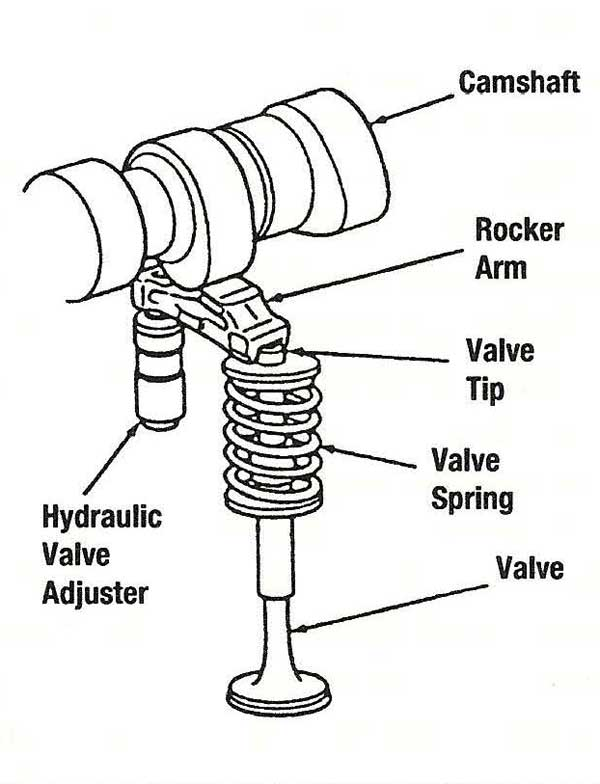 Camshaft
Rocker
Arm
Valve
Tip
Valve
Spring
Hydraulic
Valve
Adjuster
Valve